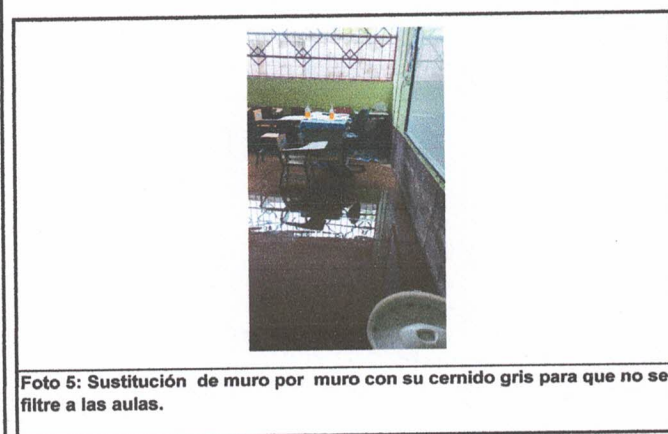 Foto 5: Sustitución de muro por muro con su cernido gris para que no se
filtre a las aulas.